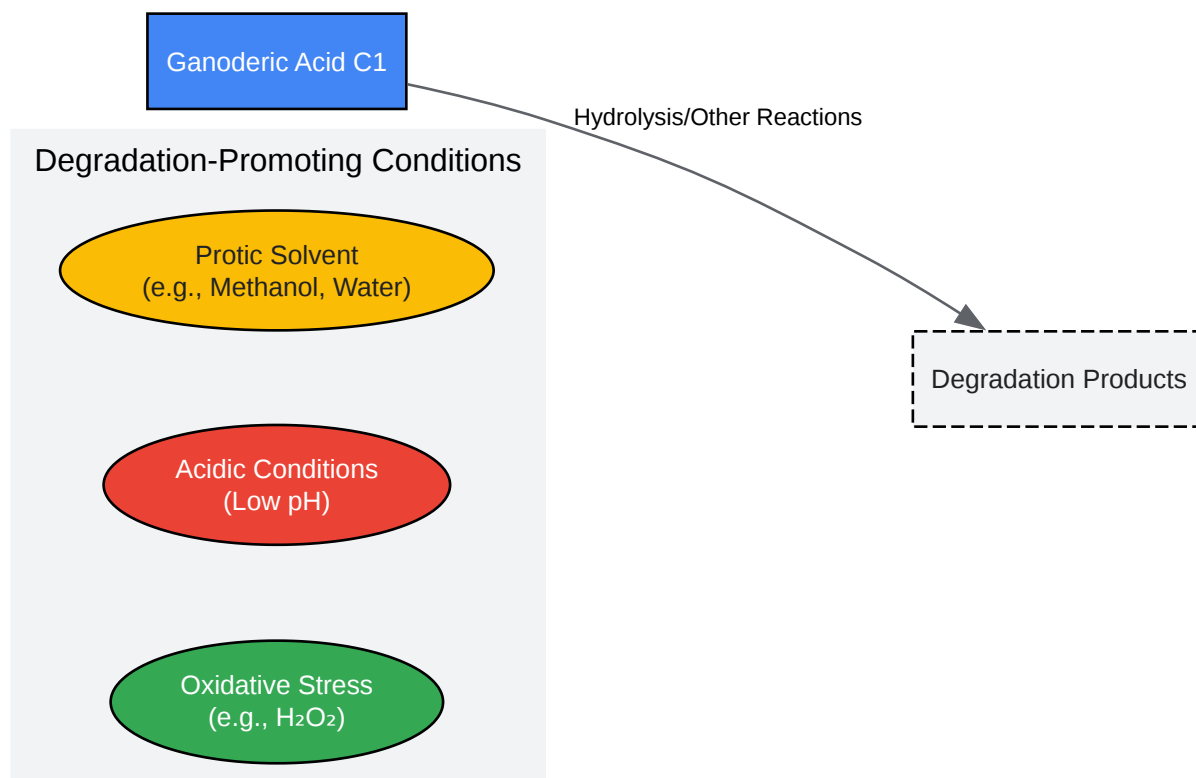 Ganoderic Acid C1
Hydrolysis/Other Reactions
Degradation-Promoting Conditions
Protic Solvent
(e.g., Methanol, Water)
Degradation Products
Acidic Conditions
(Low pH)
Oxidative Stress
(e.g., H₂O₂)